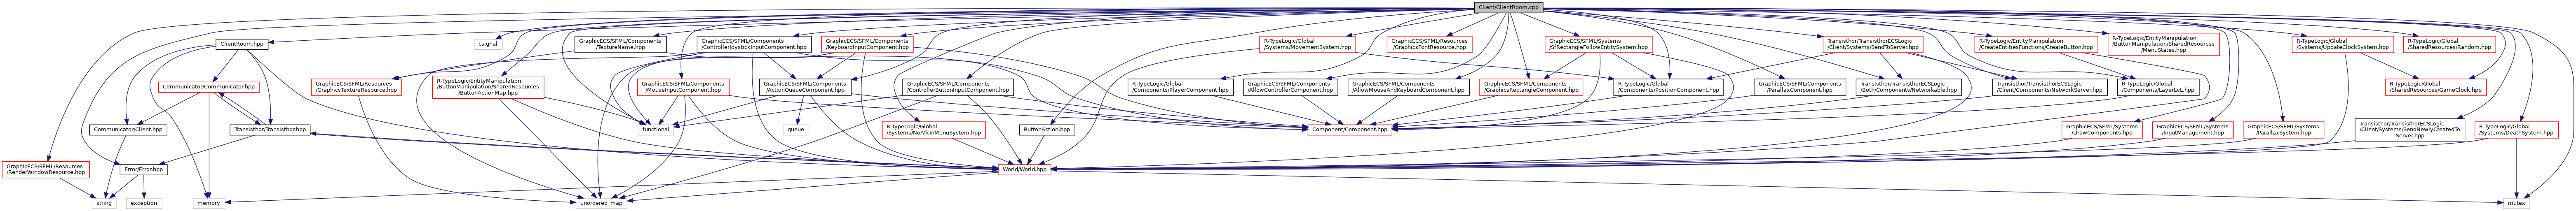 Client/ClientRoom.cpp
ClientRoom.hpp
csignal
GraphicECS/SFML/Components
/TextureName.hpp
GraphicECS/SFML/Components
/ControllerJoystickInputComponent.hpp
GraphicECS/SFML/Components
/KeyboardInputComponent.hpp
R-TypeLogic/Global
/Systems/MovementSystem.hpp
GraphicECS/SFML/Resources
/GraphicsFontResource.hpp
GraphicECS/SFML/Systems
/SfRectangleFollowEntitySystem.hpp
Transisthor/TransisthorECSLogic
/Client/Systems/SendToServer.hpp
R-TypeLogic/EntityManipulation
/CreateEntitiesFunctions/CreateButton.hpp
R-TypeLogic/EntityManipulation
/ButtonManipulation/SharedResources
/MenuStates.hpp
R-TypeLogic/Global
/Systems/UpdateClockSystem.hpp
R-TypeLogic/Global
/SharedResources/Random.hpp
Communicator/Communicator.hpp
GraphicECS/SFML/Resources
/GraphicsTextureResource.hpp
R-TypeLogic/EntityManipulation
/ButtonManipulation/SharedResources
/ButtonActionMap.hpp
GraphicECS/SFML/Components
/MouseInputComponent.hpp
GraphicECS/SFML/Components
/ActionQueueComponent.hpp
GraphicECS/SFML/Components
/ControllerButtonInputComponent.hpp
R-TypeLogic/Global
/Components/PlayerComponent.hpp
GraphicECS/SFML/Components
/AllowControllerComponent.hpp
GraphicECS/SFML/Components
/AllowMouseAndKeyboardComponent.hpp
GraphicECS/SFML/Components
/GraphicsRectangleComponent.hpp
R-TypeLogic/Global
/Components/PositionComponent.hpp
GraphicECS/SFML/Components
/ParallaxComponent.hpp
Transisthor/TransisthorECSLogic
/Both/Components/Networkable.hpp
Transisthor/TransisthorECSLogic
/Client/Components/NetworkServer.hpp
R-TypeLogic/Global
/Components/LayerLvL.hpp
R-TypeLogic/Global
/SharedResources/GameClock.hpp
Communicator/Client.hpp
Transisthor/Transisthor.hpp
functional
queue
R-TypeLogic/Global
/Systems/NoAfkInMenuSystem.hpp
ButtonAction.hpp
Component/Component.hpp
GraphicECS/SFML/Systems
/DrawComponents.hpp
GraphicECS/SFML/Systems
/InputManagement.hpp
GraphicECS/SFML/Systems
/ParallaxSystem.hpp
Transisthor/TransisthorECSLogic
/Client/Systems/SendNewlyCreatedTo
Server.hpp
R-TypeLogic/Global
/Systems/DeathSystem.hpp
GraphicECS/SFML/Resources
/RenderWindowResource.hpp
Error/Error.hpp
World/World.hpp
string
exception
memory
unordered_map
mutex